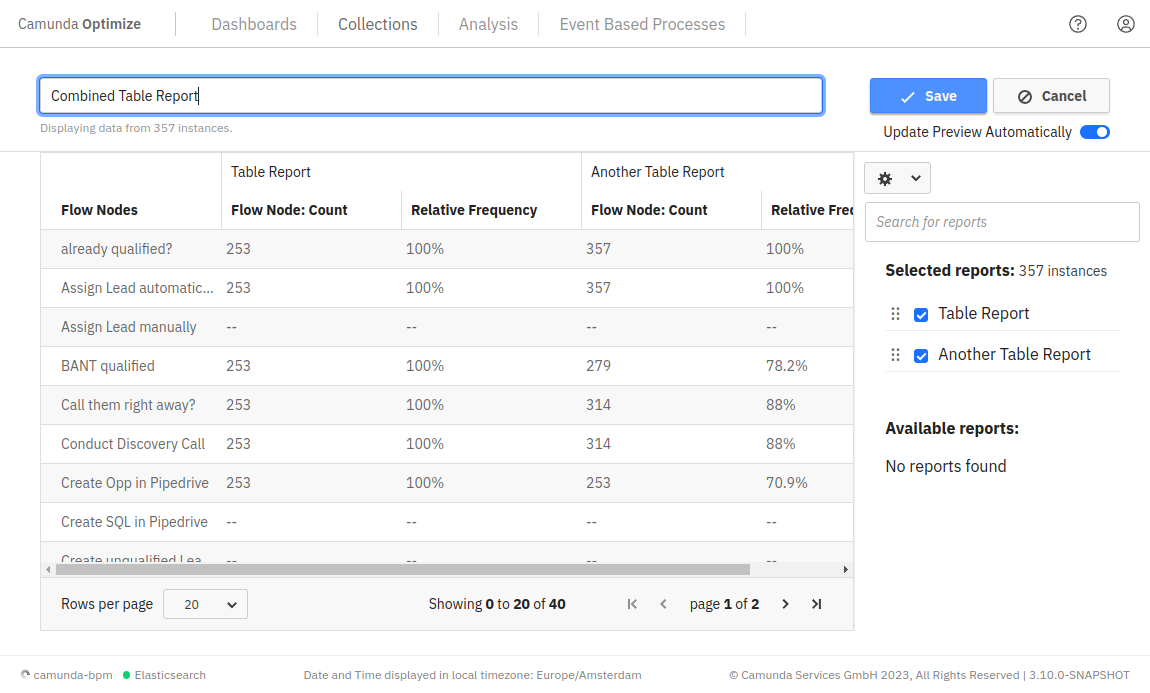 Camunda Optimize Dashboards Collections Analysis Event Based Processes
Combined Table Report
Save Cancel
Displaying data from 357 instances.
Update Preview Automatically
Table Report Another Table Report
Flow Nodes Flow Node: Count Relative Frequency Flow Node: Count Relative Freq
already qualified? 253 100% 357 100%
Assign Lead automatic... 253 100% 357 100%
Assign Lead manually -- -- -- --
BANT qualified 253 100% 279 78.2%
Call them right away? 253 100% 314 88%
Conduct Discovery Call 253 100% 314 88%
Create Opp in Pipedrive 253 100% 253 70.9%
Create SQL in Pipedrive -- -- -- --
Create unqualified Lea... -- -- -- --
Rows per page 20 Showing 0 to 20 of 40 page 1 of 2
Search for reports
Selected reports: 357 instances
Table Report
Another Table Report
Available reports:
No reports found
camunda-bpm Elasticsearch Date and Time displayed in local timezone: Europe/Amsterdam © Camunda Services GmbH 2023, All Rights Reserved | 3.10.0-SNAPSHOT